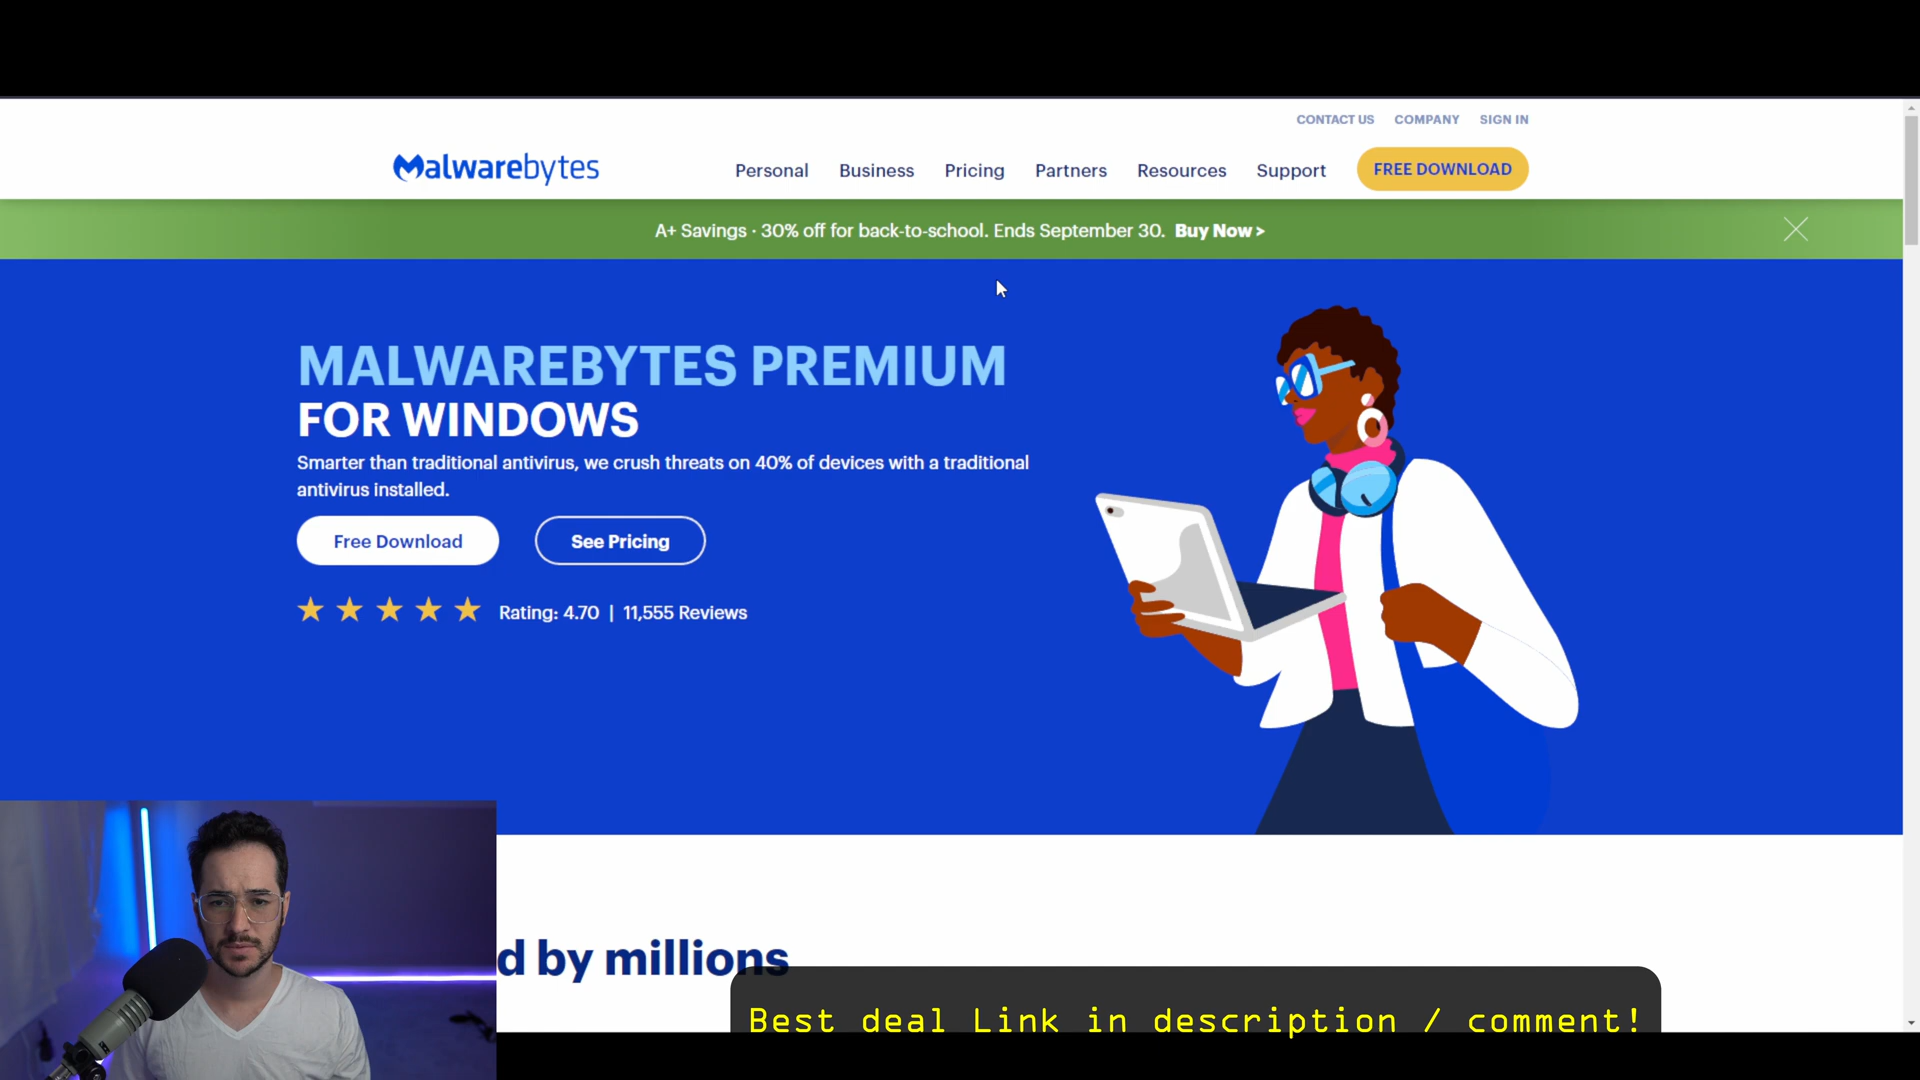 CONTACT US COMPANY SIGN IN
Malwarebytes Personal Business Pricing Partners Resources Support FREE DOWNLOAD
A+ Savings · 30% off for back-to-school. Ends September 30. Buy Now >
MALWAREBYTES PREMIUM
FOR WINDOWS
Smarter than traditional antivirus, we crush threats on 40% of devices with a traditional
antivirus installed.
Free Download See Pricing
Rating: 4.70 | 11,555 Reviews
d by millions
Best deal Link in description / comment!